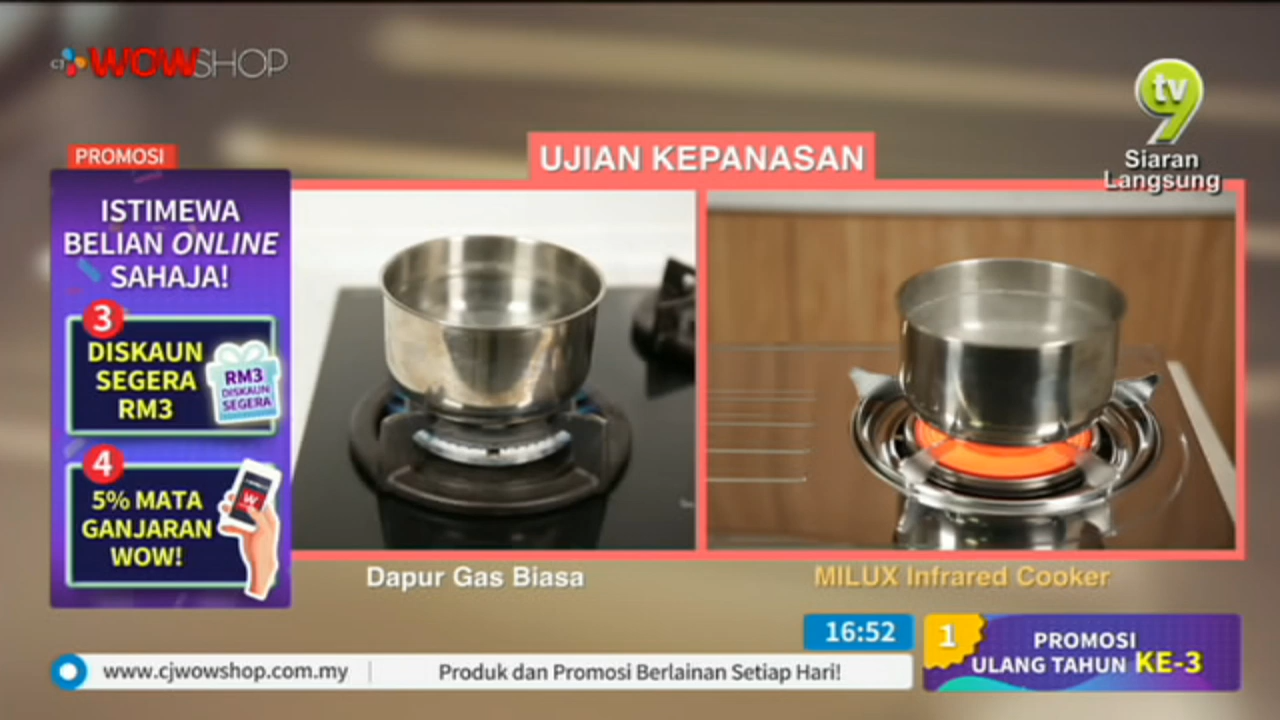 CJ WOWSHOP
tv9
Siaran
Langsung
PROMOSI
UJIAN KEPANASAN
ISTIMEWA
BELIAN ONLINE
SAHAJA!
3
DISKAUN
SEGERA
RM3
RM3
DISKAUN
SEGERA
4
5% MATA
GANJARAN
WOW!
W
Dapur Gas Biasa
MILUX Infrared Cooker
16:52
1
PROMOSI
ULANG TAHUN KE-3
www.cjwowshop.com.my
Produk dan Promosi Berlainan Setiap Hari!